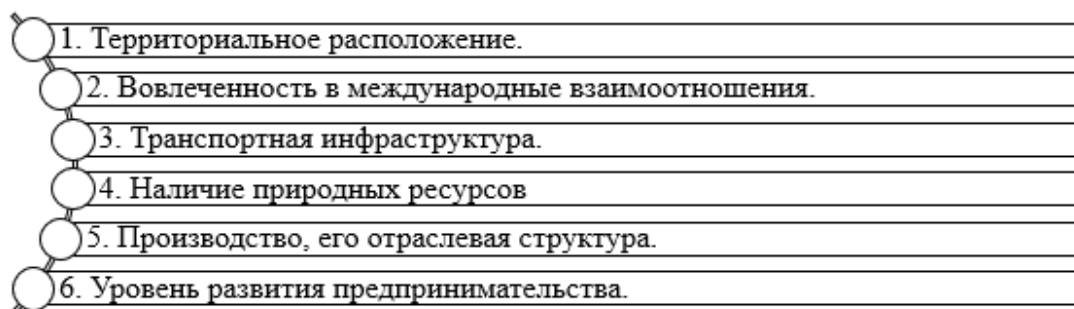 1. Территориальное расположение.
2. Вовлеченность в международные взаимоотношения.
3. Транспортная инфраструктура.
4. Наличие природных ресурсов
5. Производство, его отраслевая структура.
6. Уровень развития предпринимательства.